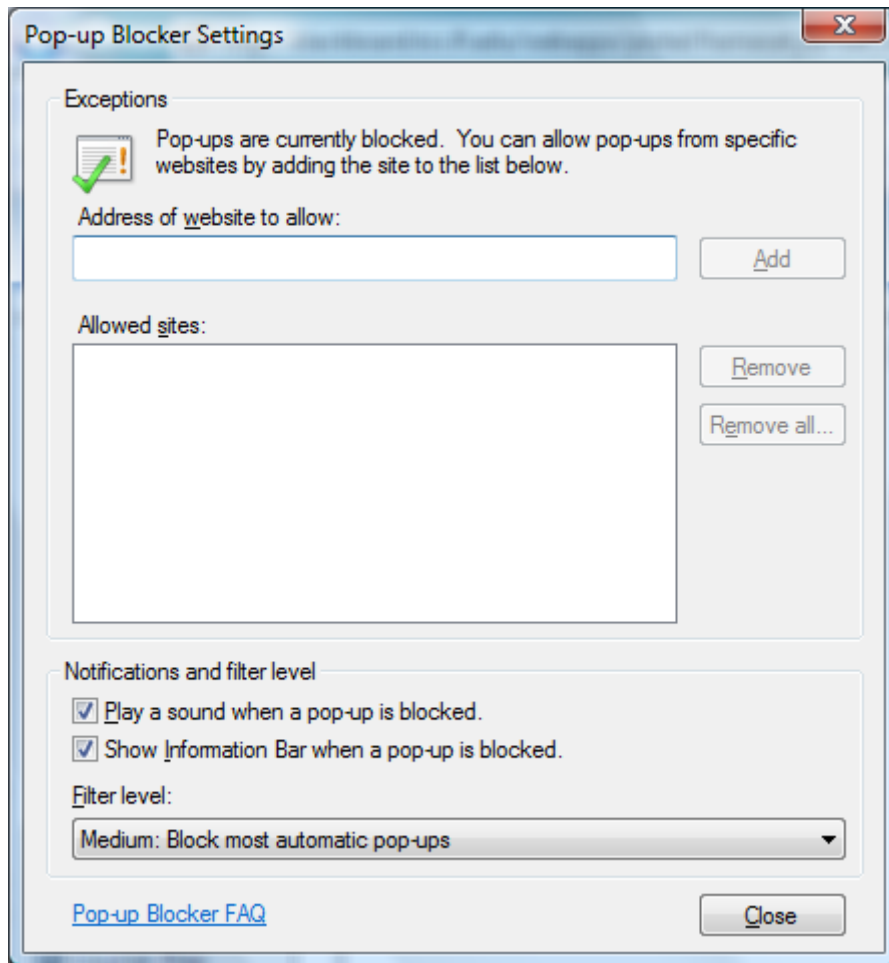 Pop-up Blocker Settings
Exceptions
Pop-ups are currently blocked. You can allow pop-ups from specific
websites by adding the site to the list below.
Address of website to allow:
Add
Allowed sites:
Remove
Remove all...
Notifications and filter level
Play a sound when a pop-up is blocked.
Show Information Bar when a pop-up is blocked.
Filter level:
Medium: Block most automatic pop-ups
Pop-up Blocker FAQ
Close